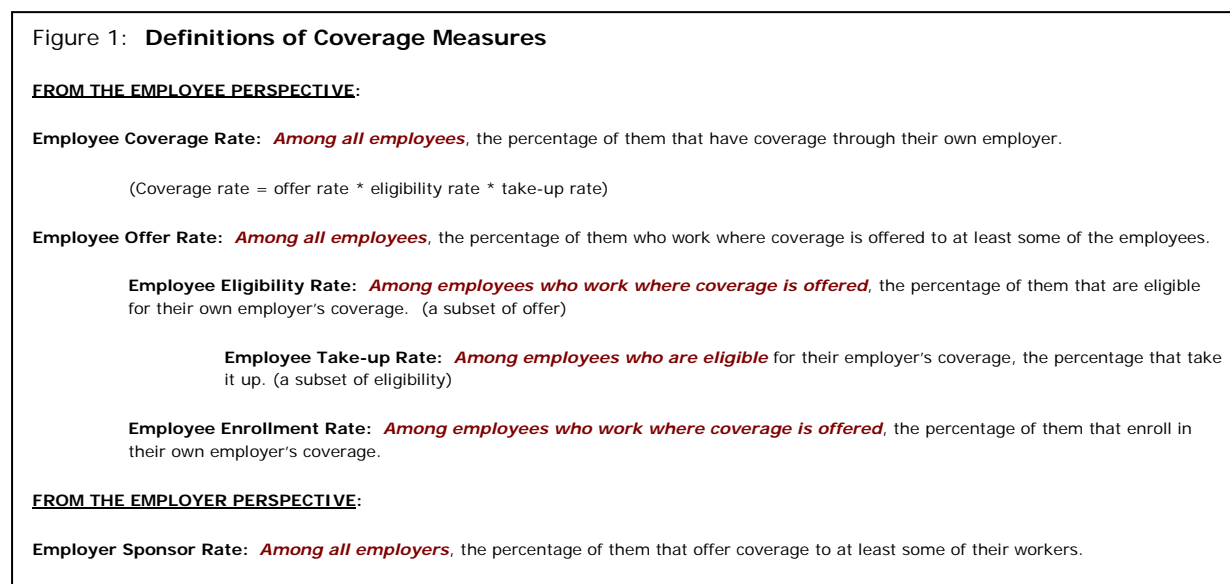 Figure 1: Definitions of Coverage Measures
FROM THE EMPLOYEE PERSPECTIVE:
Employee Coverage Rate: Among all employees, the percentage of them that have coverage through their own employer.
(Coverage rate = offer rate * eligibility rate * take-up rate)
Employee Offer Rate: Among all employees, the percentage of them who work where coverage is offered to at least some of the employees.
Employee Eligibility Rate: Among employees who work where coverage is offered, the percentage of them that are eligible
for their own employer's coverage. (a subset of offer)
Employee Take-up Rate: Among employees who are eligible for their employer's coverage, the percentage that take
it up. (a subset of eligibility)
Employee Enrollment Rate: Among employees who work where coverage is offered, the percentage of them that enroll in
their own employer's coverage.
FROM THE EMPLOYER PERSPECTIVE:
Employer Sponsor Rate: Among all employers, the percentage of them that offer coverage to at least some of their workers.